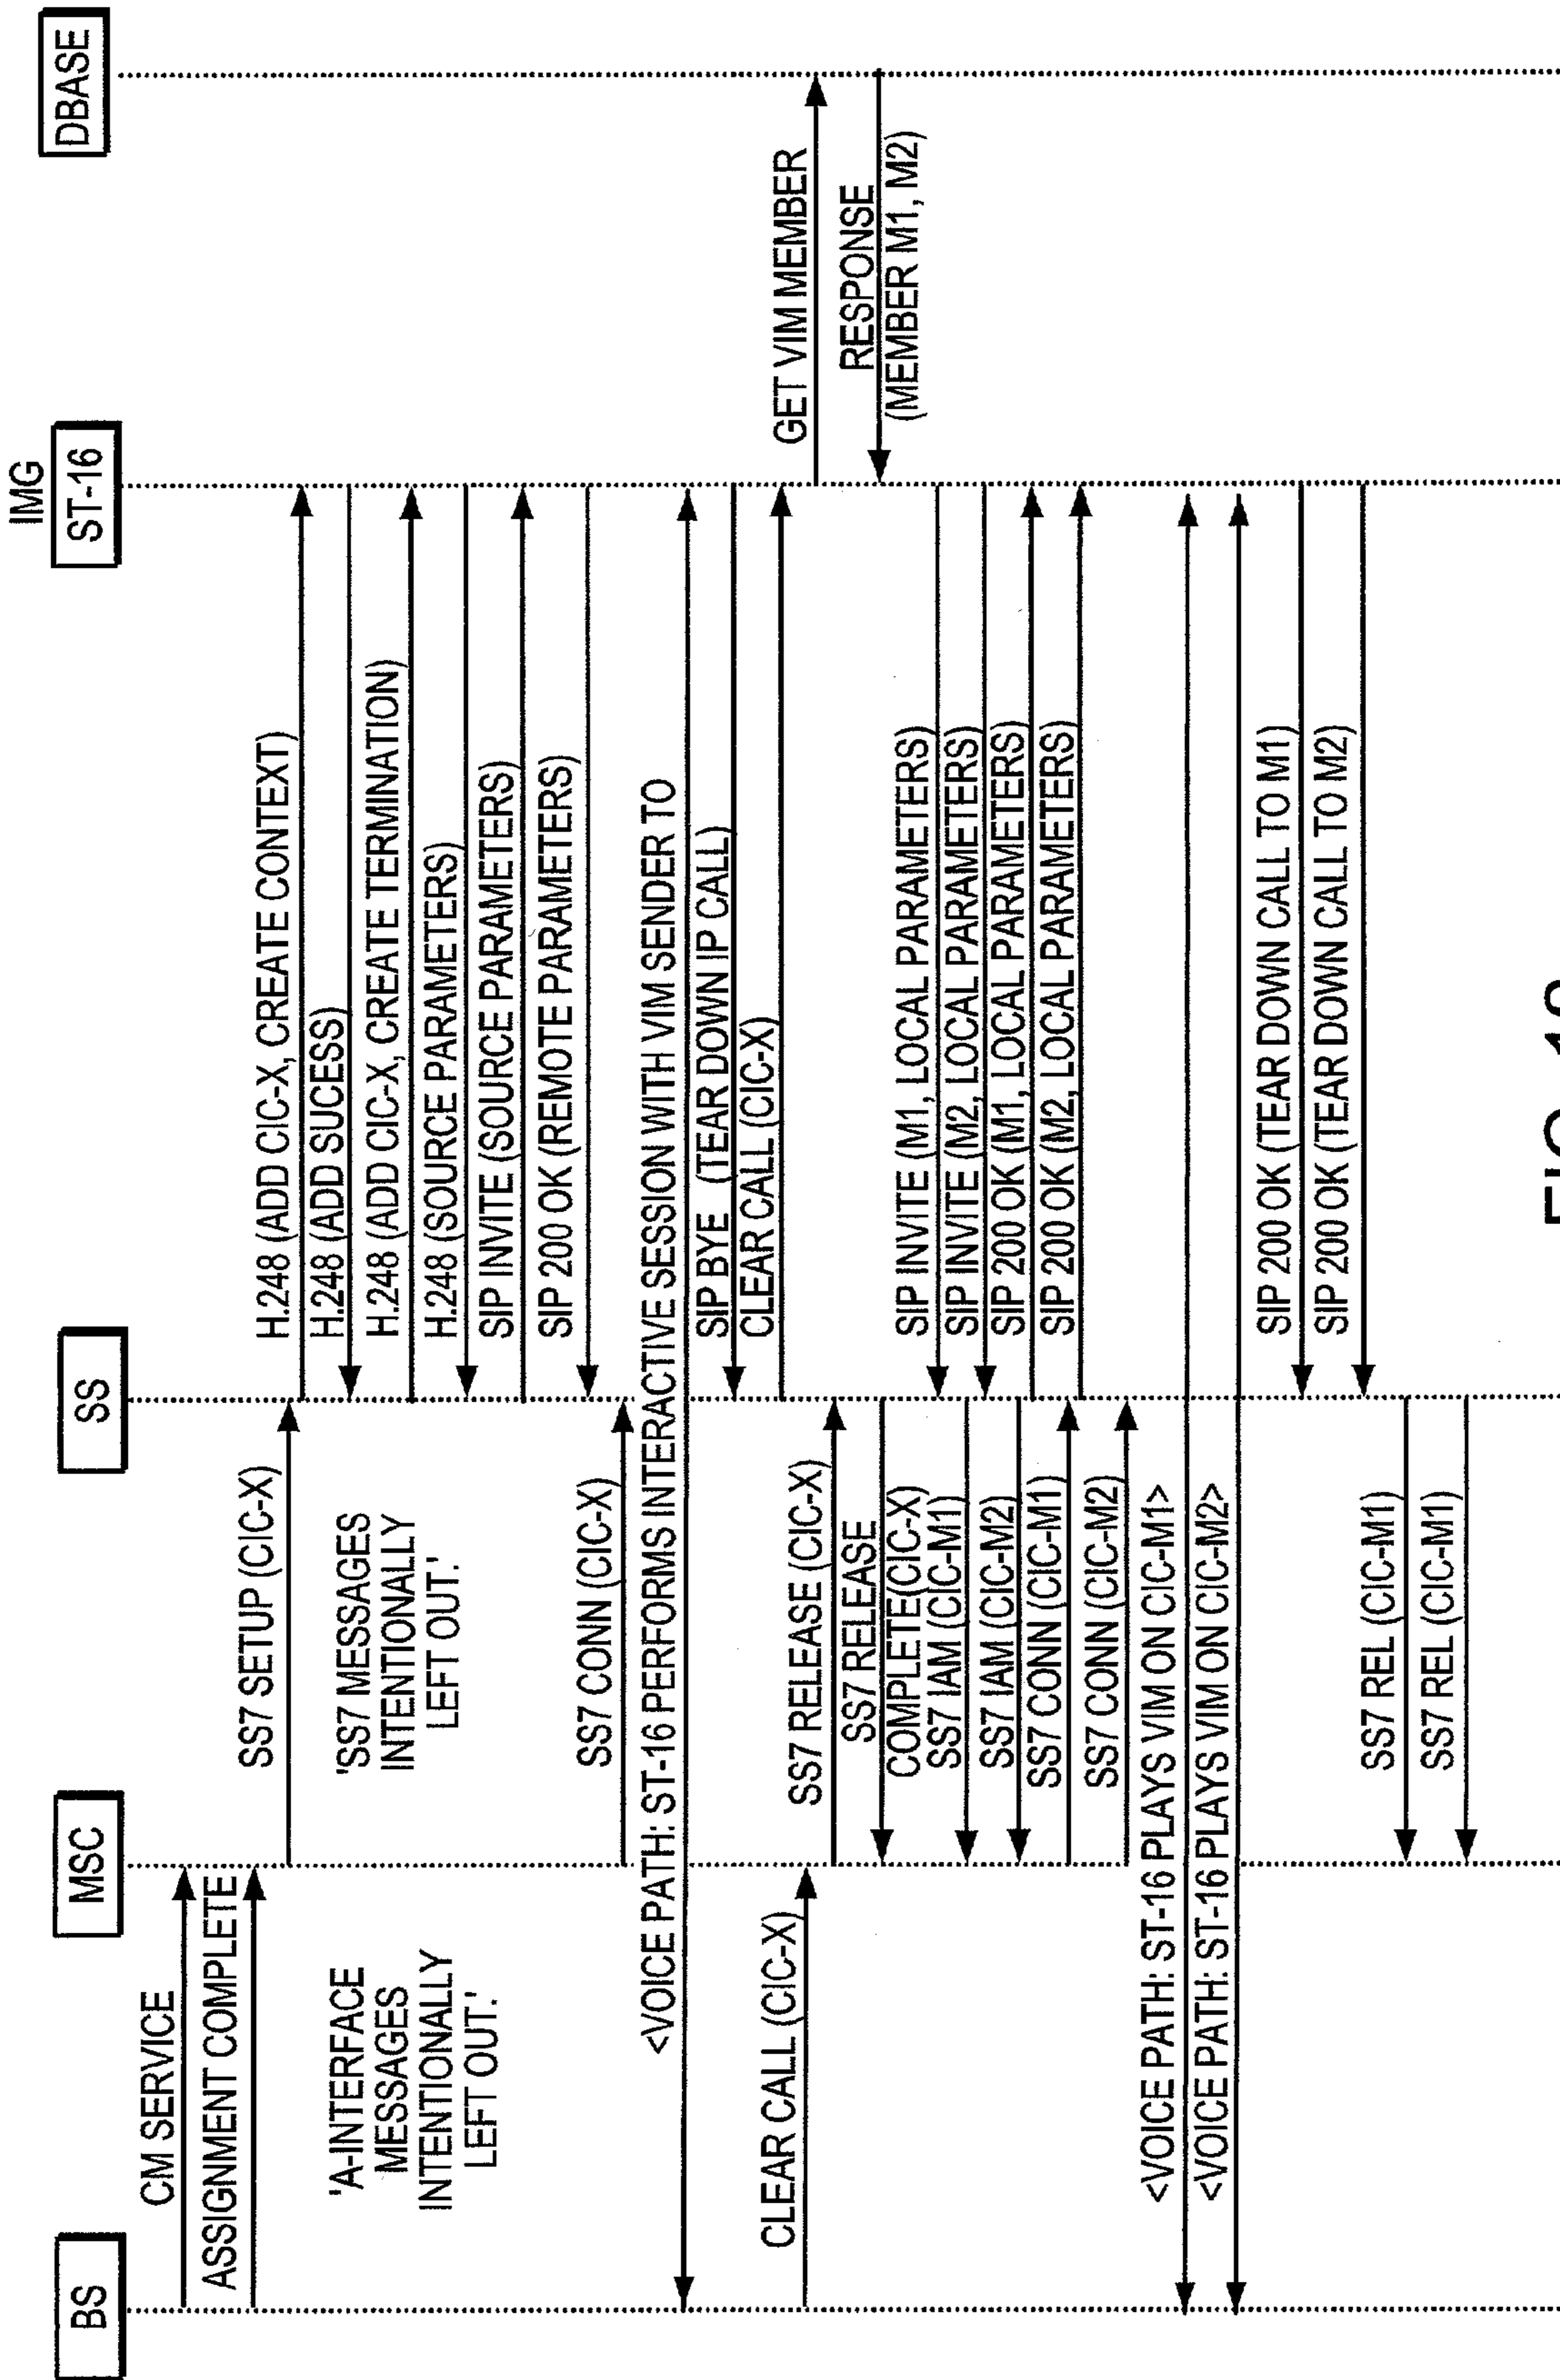 BS
MSC
SS
IMG
ST-16
DBASE
CM SERVICE
ASSIGNMENT COMPLETE
'A-INTERFACE
MESSAGES
INTENTIONALLY
LEFT OUT.'
SS7 SETUP (CIC-X)
'SS7 MESSAGES
INTENTIONALLY
LEFT OUT.'
H.248 (ADD CIC-X, CREATE CONTEXT)
H.248 (ADD SUCESS)
H.248 (ADD CIC-X, CREATE TERMINATION)
H.248 (SOURCE PARAMETERS)
SIP INVITE (SOURCE PARAMETERS)
SIP 200 OK (REMOTE PARAMETERS)
SS7 CONN (CIC-X)
<VOICE PATH: ST-16 PERFORMS INTERACTIVE SESSION WITH VIM SENDER TO
SIP BYE (TEAR DOWN IP CALL)
CLEAR CALL (CIC-X)
CLEAR CALL (CIC-X)
GET VIM MEMBER
RESPONSE
(MEMBER M1, M2)
SS7 RELEASE (CIC-X)
SS7 RELEASE
COMPLETE(CIC-X)
SS7 IAM (CIC-M1)
SS7 IAM (CIC-M2)
SS7 CONN (CIC-M1)
SS7 CONN (CIC-M2)
SIP INVITE (M1, LOCAL PARAMETERS)
SIP INVITE (M2, LOCAL PARAMETERS)
SIP 200 OK (M1, LOCAL PARAMETERS)
SIP 200 OK (M2, LOCAL PARAMETERS)
<VOICE PATH: ST-16 PLAYS VIM ON CIC-M1>
<VOICE PATH: ST-16 PLAYS VIM ON CIC-M2>
SIP 200 OK (TEAR DOWN CALL TO M1)
SIP 200 OK (TEAR DOWN CALL TO M2)
SS7 REL (CIC-M1)
SS7 REL (CIC-M1)